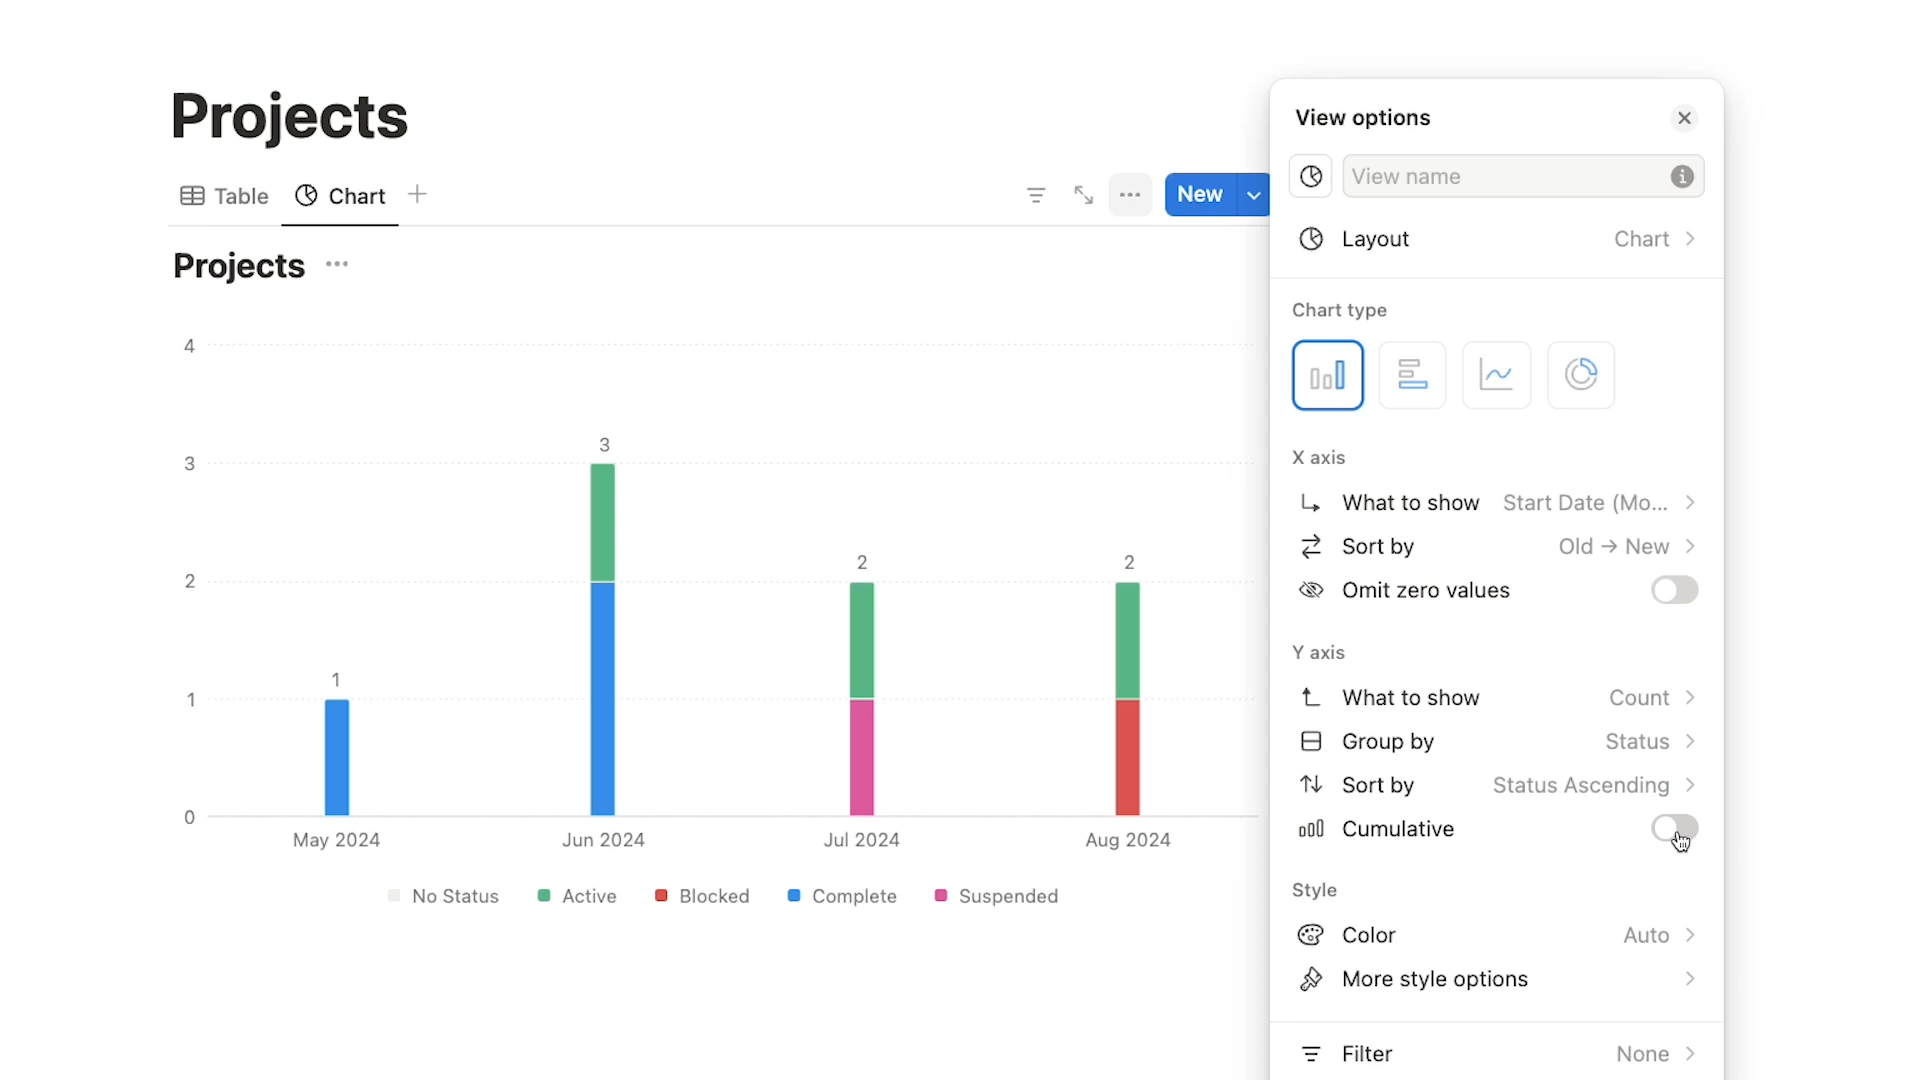 Projects
Table
Chart
New
Projects
4
3
2
1
0
1
3
2
2
May 2024
Jun 2024
Jul 2024
Aug 2024
No Status
Active
Blocked
Complete
Suspended
View options
View name
Layout
Chart
Chart type
X axis
What to show
Start Date (Mo...
Sort by
Old → New
Omit zero values
Y axis
What to show
Count
Group by
Status
Sort by
Status Ascending
Cumulative
Style
Color
Auto
More style options
Filter
None